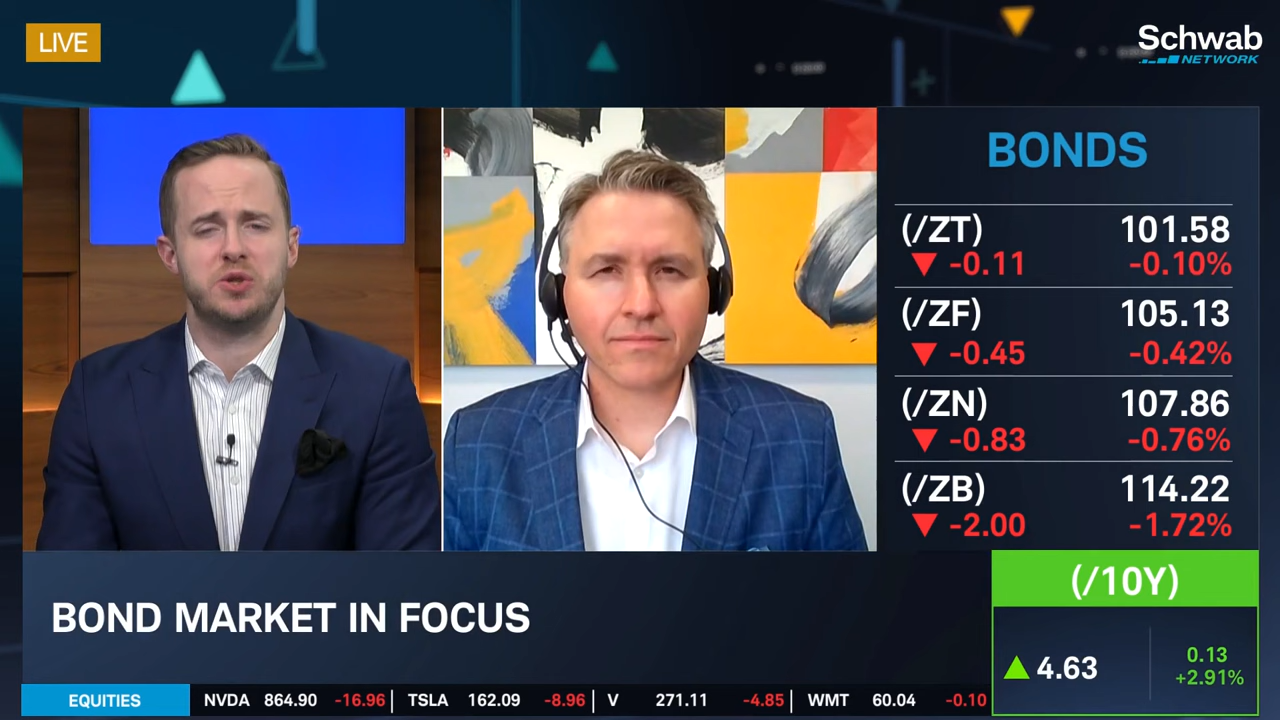 LIVE
Schwab
NETWORK
BONDS
(/ZT) 101.58
▼ -0.11 -0.10%
(/ZF) 105.13
▼ -0.45 -0.42%
(/ZN) 107.86
▼ -0.83 -0.76%
(/ZB) 114.22
▼ -2.00 -1.72%
(/10Y)
▲ 4.63 0.13
+2.91%
BOND MARKET IN FOCUS
EQUITIES NVDA 864.90 -16.96 TSLA 162.09 -8.96 V 271.11 -4.85 WMT 60.04 -0.10